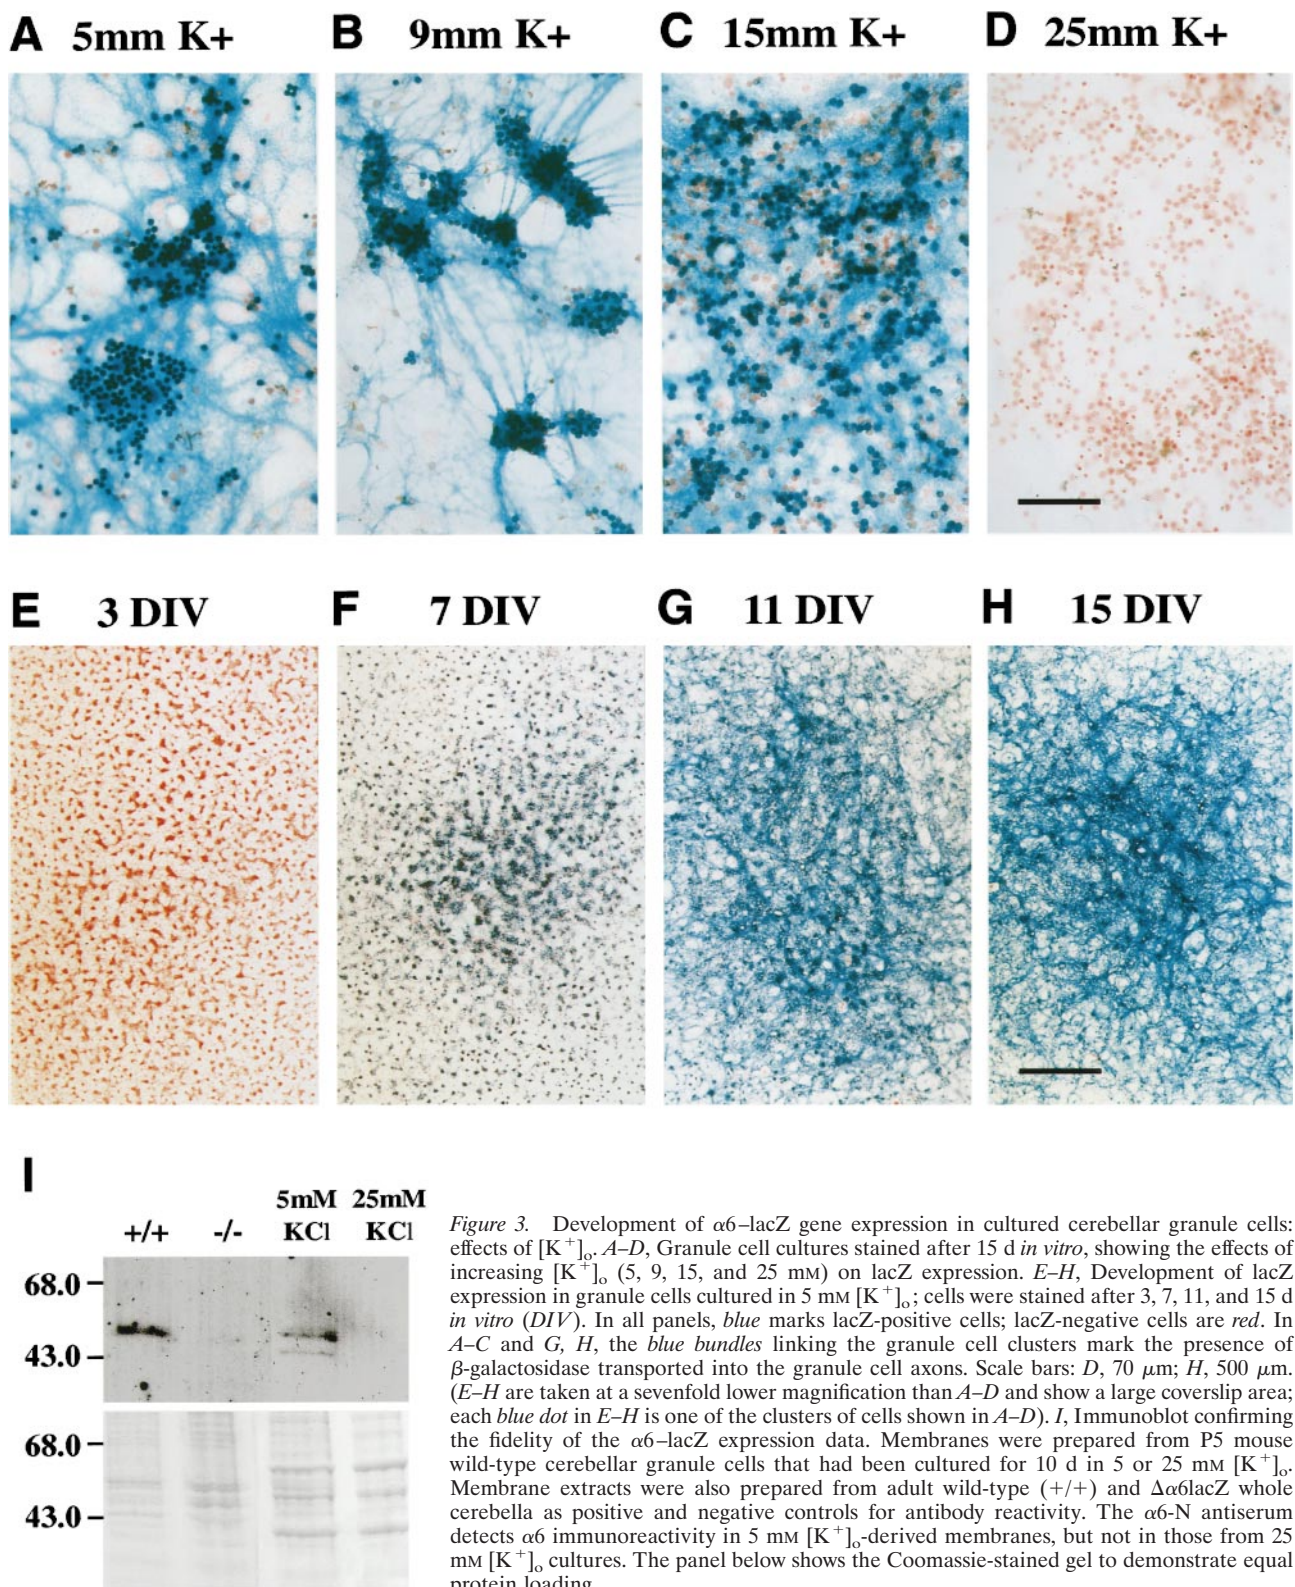 A 5mm K+ B 9mm K+ C 15mm K+ D 25mm K+
E 3 DIV F 7 DIV G 11 DIV H 15 DIV
I
5mM 25mM
+/+ -/- KCl KCl
68.0
43.0
68.0
43.0
Figure 3. Development of α6–lacZ gene expression in cultured cerebellar granule cells:
effects of [K⁺]ₒ. A–D, Granule cell cultures stained after 15 d in vitro, showing the effects of
increasing [K⁺]ₒ (5, 9, 15, and 25 mM) on lacZ expression. E–H, Development of lacZ
expression in granule cells cultured in 5 mM [K⁺]ₒ; cells were stained after 3, 7, 11, and 15 d
in vitro (DIV). In all panels, blue marks lacZ-positive cells; lacZ-negative cells are red. In
A–C and G, H, the blue bundles linking the granule cell clusters mark the presence of
β-galactosidase transported into the granule cell axons. Scale bars: D, 70 μm; H, 500 μm.
(E–H are taken at a sevenfold lower magnification than A–D and show a large coverslip area;
each blue dot in E–H is one of the clusters of cells shown in A–D). I, Immunoblot confirming
the fidelity of the α6–lacZ expression data. Membranes were prepared from P5 mouse
wild-type cerebellar granule cells that had been cultured for 10 d in 5 or 25 mM [K⁺]ₒ.
Membrane extracts were also prepared from adult wild-type (+/+) and Δα6lacZ whole
cerebella as positive and negative controls for antibody reactivity. The α6-N antiserum
detects α6 immunoreactivity in 5 mM [K⁺]ₒ-derived membranes, but not in those from 25
mM [K⁺]ₒ cultures. The panel below shows the Coomassie-stained gel to demonstrate equal
protein loading.